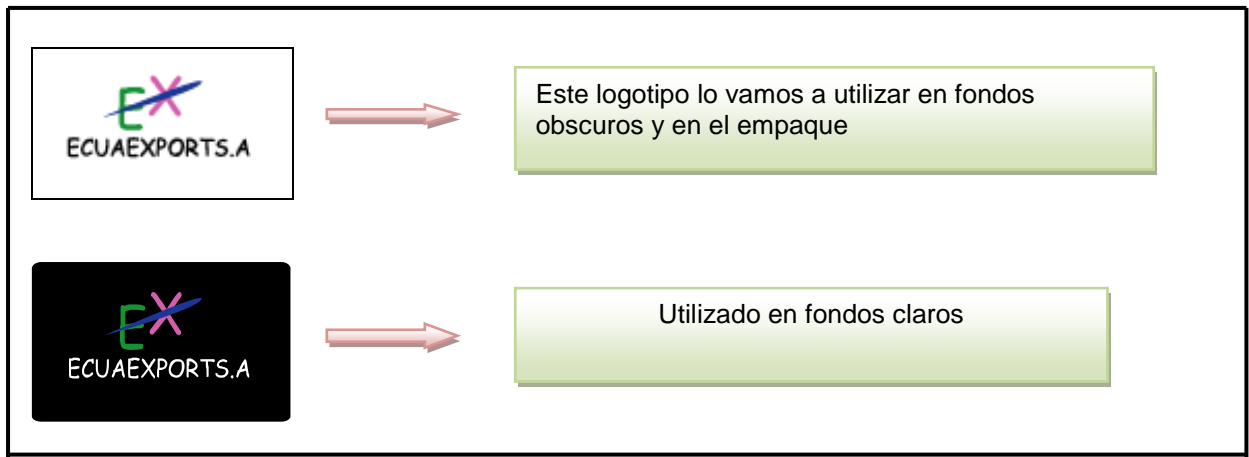 EX
ECUAEXPORTS.A
Este logotipo lo vamos a utilizar en fondos
obscuros y en el empaque
EX
ECUAEXPORTS.A
Utilizado en fondos claros